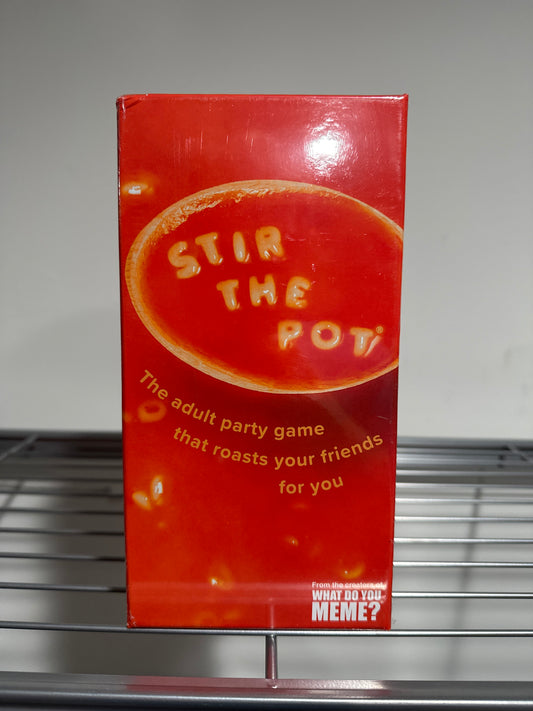 STIR
THE
POT®
The adult party game
that roasts your friends
for you
From the creators of
WHAT DO YOU
MEME?